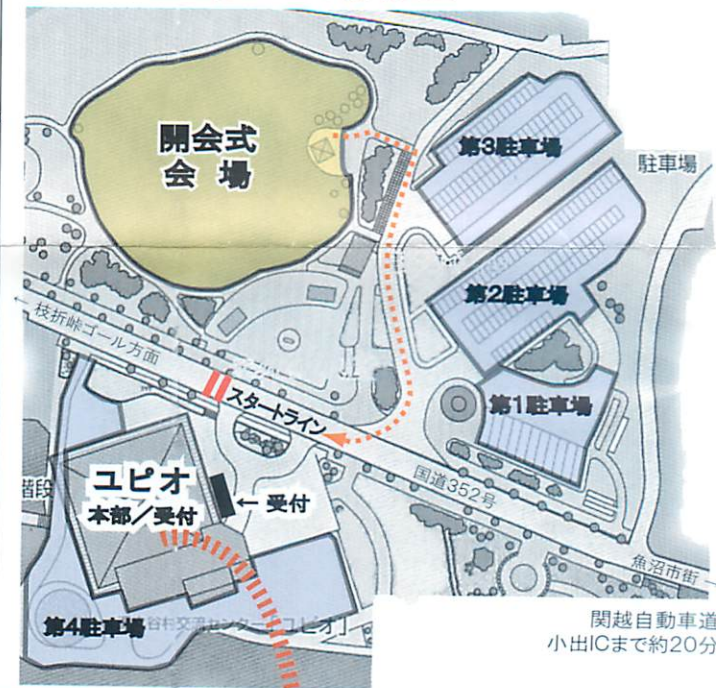 開会式
会場
第3駐車場
駐車場
第2駐車場
← 枝折峠ゴール方面
スタートライン
第1駐車場
国道352号
階段
ユピオ
本部／受付
← 受付
魚沼市街
第4駐車場
谷村交流センター「ユピオ」
関越自動車道
小出ICまで約20分